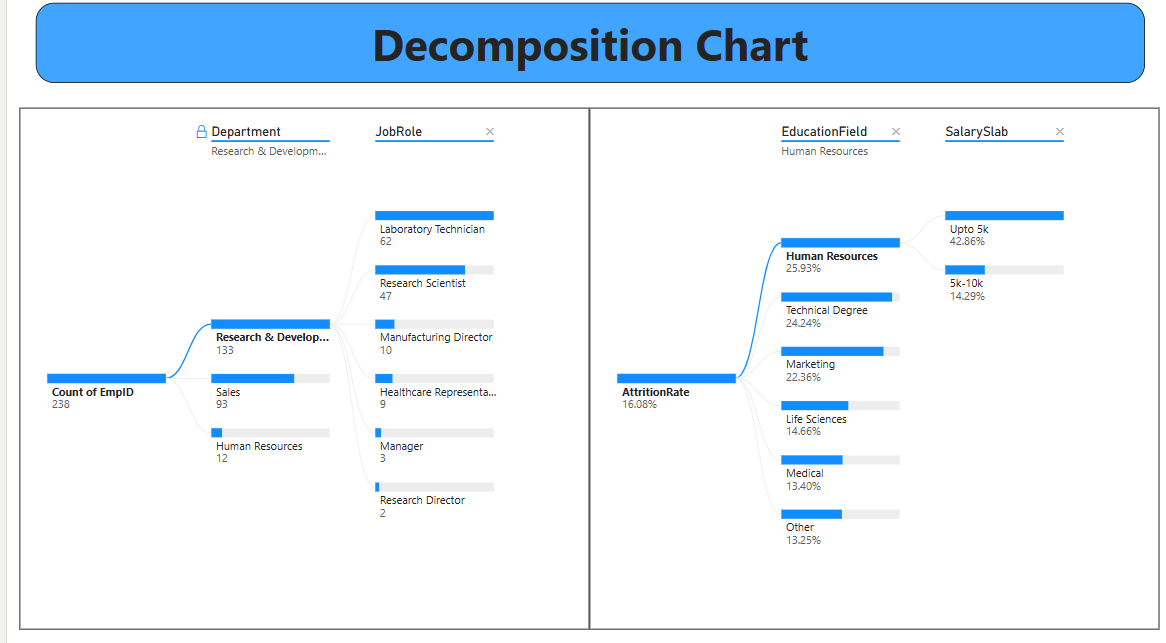 Decomposition Chart
Department
Research & Developm...
JobRole
Laboratory Technician
62
Research Scientist
47
Research & Develop...
133
Manufacturing Director
10
Count of EmpID
238
Sales
93
Healthcare Representa...
9
Human Resources
12
Manager
3
Research Director
2
EducationField
Human Resources
SalarySlab
Upto 5k
42.86%
Human Resources
25.93%
5k-10k
14.29%
Technical Degree
24.24%
Marketing
22.36%
AttritionRate
16.08%
Life Sciences
14.66%
Medical
13.40%
Other
13.25%